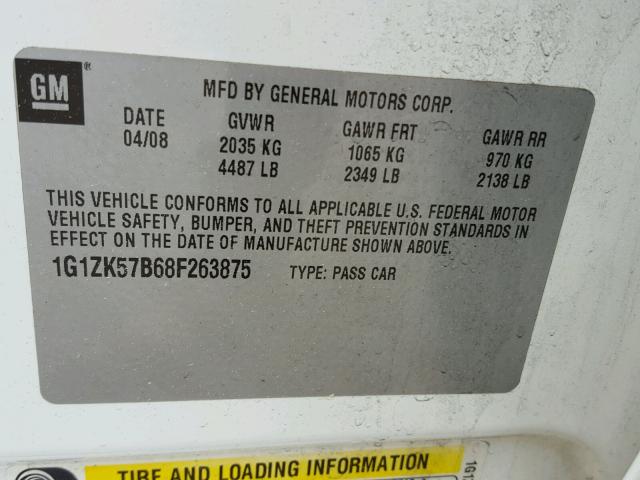 GM®
MFD BY GENERAL MOTORS CORP.
DATE GVWR GAWR FRT GAWR RR
04/08 2035 KG 1065 KG 970 KG
4487 LB 2349 LB 2138 LB
THIS VEHICLE CONFORMS TO ALL APPLICABLE U.S. FEDERAL MOTOR
VEHICLE SAFETY, BUMPER, AND THEFT PREVENTION STANDARDS IN
EFFECT ON THE DATE OF MANUFACTURE SHOWN ABOVE.
1G1ZK57B68F263875 TYPE: PASS CAR
TIRE AND LOADING INFORMATION